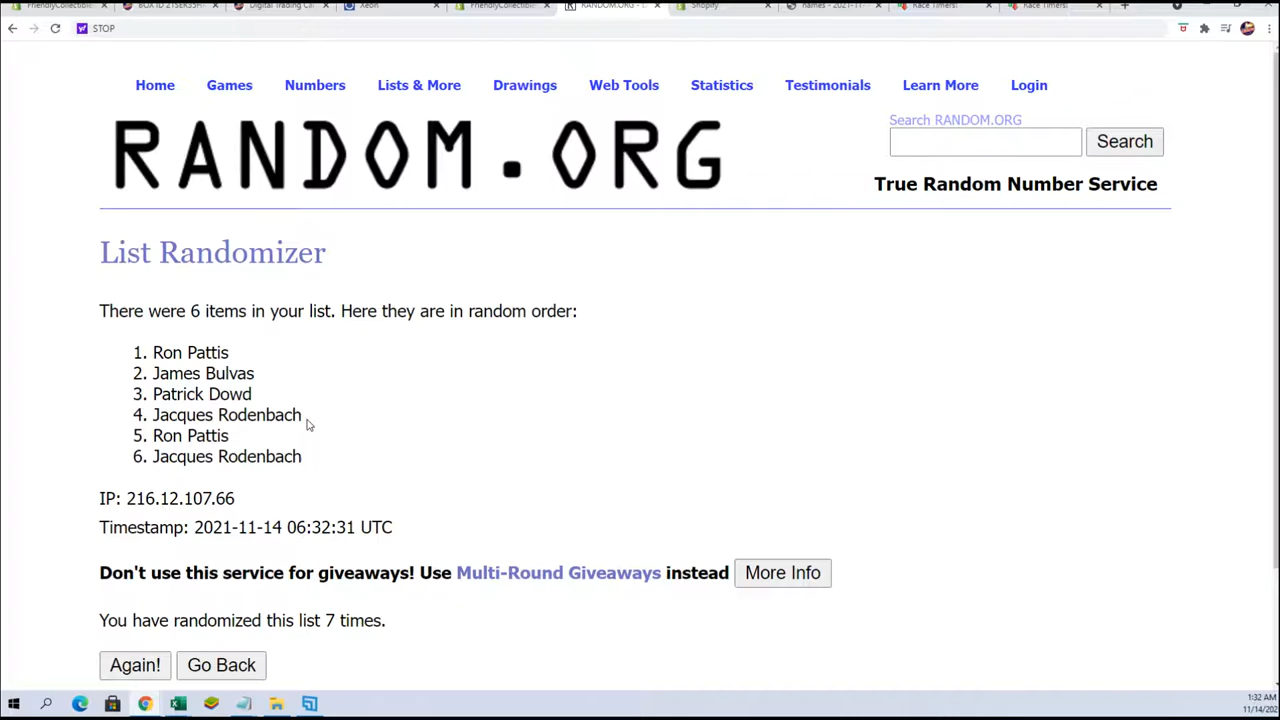 STOP
Home Games Numbers Lists & More Drawings Web Tools Statistics Testimonials Learn More Login
RANDOM.ORG
Search RANDOM.ORG
Search
True Random Number Service
List Randomizer
There were 6 items in your list. Here they are in random order:
1. Ron Pattis
2. James Bulvas
3. Patrick Dowd
4. Jacques Rodenbach
5. Ron Pattis
6. Jacques Rodenbach
IP: 216.12.107.66
Timestamp: 2021-11-14 06:32:31 UTC
Don't use this service for giveaways! Use Multi-Round Giveaways instead More Info
You have randomized this list 7 times.
Again! Go Back
1:32 AM